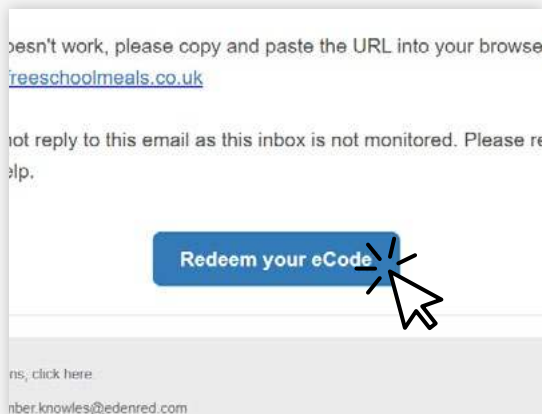 doesn't work, please copy and paste the URL into your browse
freeschoolmeals.co.uk
not reply to this email as this inbox is not monitored. Please re
elp.
Redeem your eCode
ns, click here.
mber.knowles@edenred.com